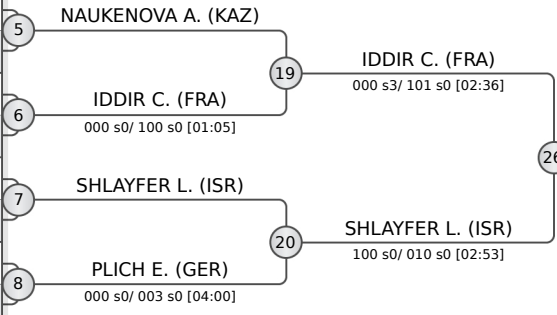 NAUKENOVA A. (KAZ)
5
19
IDDIR C. (FRA)
000 s3/ 101 s0 [02:36]
IDDIR C. (FRA)
6
000 s0/ 100 s0 [01:05]
26
SHLAYFER L. (ISR)
7
20
SHLAYFER L. (ISR)
100 s0/ 010 s0 [02:53]
PLICH E. (GER)
8
000 s0/ 003 s0 [04:00]